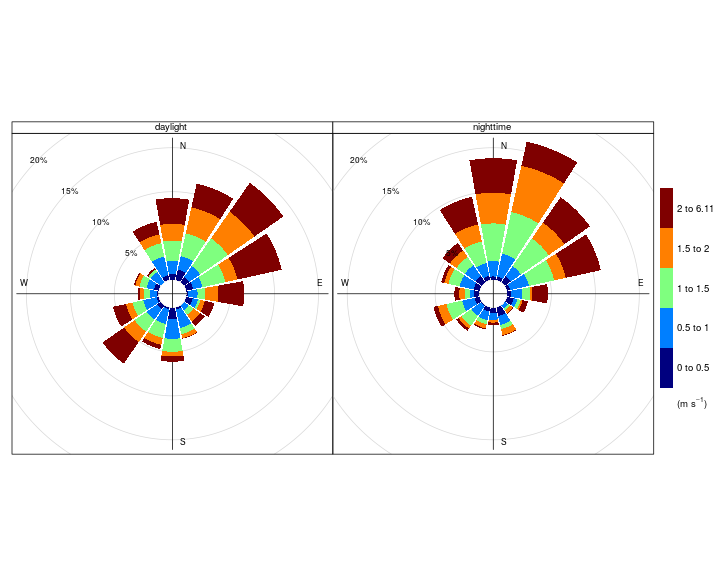 daylight
nighttime
N
20%
15%
10%
5%
W
E
S
N
20%
15%
10%
W
E
S
2 to 6.11
1.5 to 2
1 to 1.5
0.5 to 1
0 to 0.5
(m s⁻¹)